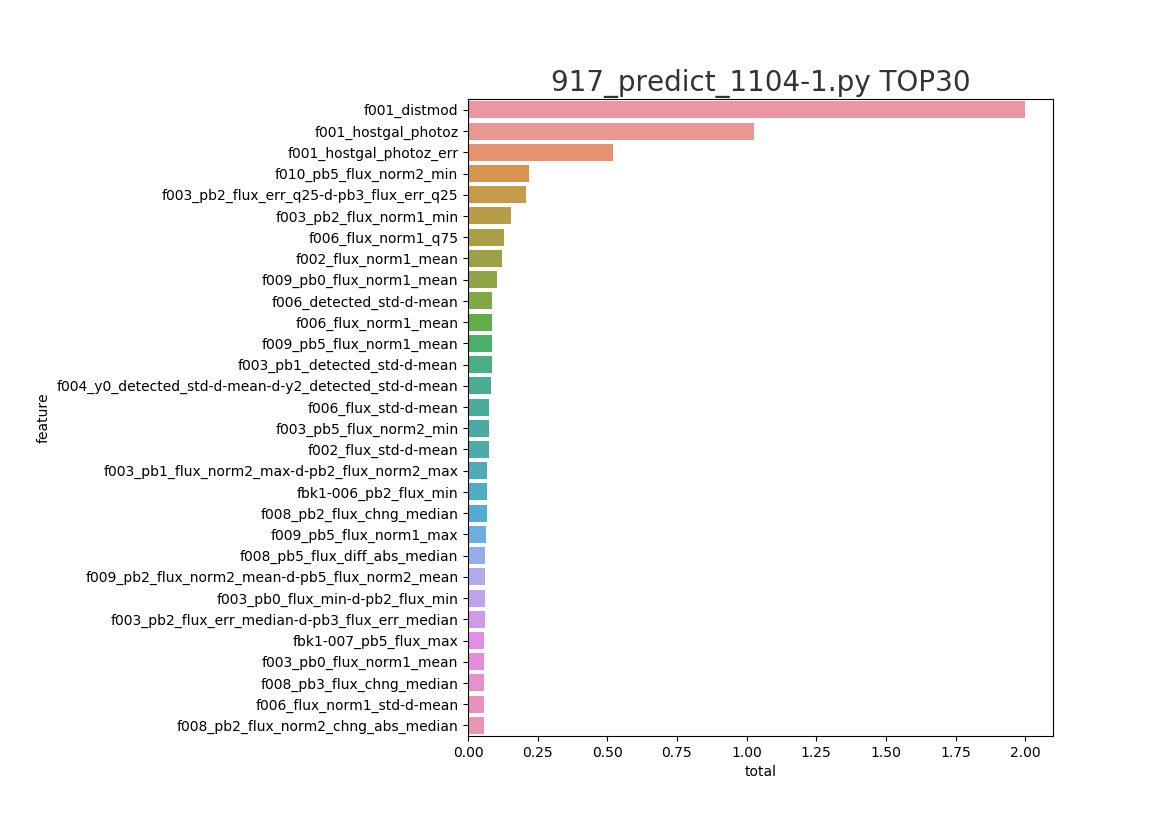 917_predict_1104-1.py TOP30
f001_distmod
f001_hostgal_photoz
f001_hostgal_photoz_err
f010_pb5_flux_norm2_min
f003_pb2_flux_err_q25-d-pb3_flux_err_q25
f003_pb2_flux_norm1_min
f006_flux_norm1_q75
f002_flux_norm1_mean
f009_pb0_flux_norm1_mean
f006_detected_std-d-mean
f006_flux_norm1_mean
f009_pb5_flux_norm1_mean
f003_pb1_detected_std-d-mean
f004_y0_detected_std-d-mean-d-y2_detected_std-d-mean
f006_flux_std-d-mean
f003_pb5_flux_norm2_min
f002_flux_std-d-mean
f003_pb1_flux_norm2_max-d-pb2_flux_norm2_max
fbk1-006_pb2_flux_min
f008_pb2_flux_chng_median
f009_pb5_flux_norm1_max
f008_pb5_flux_diff_abs_median
f009_pb2_flux_norm2_mean-d-pb5_flux_norm2_mean
f003_pb0_flux_min-d-pb2_flux_min
f003_pb2_flux_err_median-d-pb3_flux_err_median
fbk1-007_pb5_flux_max
f003_pb0_flux_norm1_mean
f008_pb3_flux_chng_median
f006_flux_norm1_std-d-mean
f008_pb2_flux_norm2_chng_abs_median
feature
0.00 0.25 0.50 0.75 1.00 1.25 1.50 1.75 2.00
total